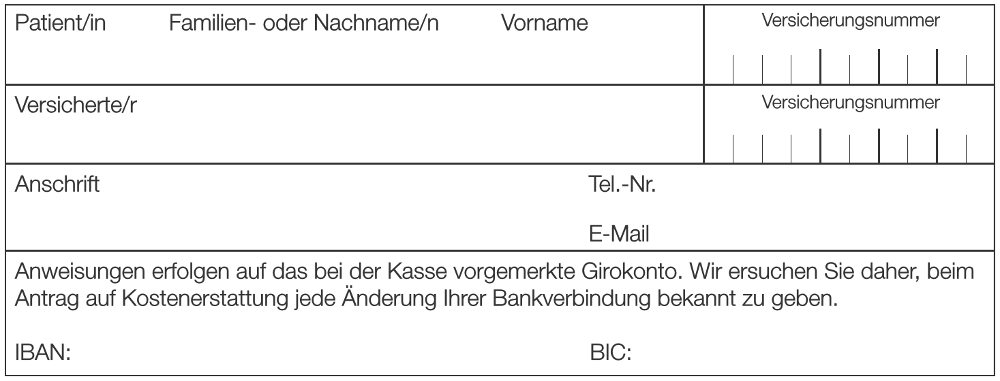 Patient/in Familien- oder Nachname/n Vorname Versicherungsnummer
Versicherte/r Versicherungsnummer
Anschrift Tel.-Nr.
E-Mail
Anweisungen erfolgen auf das bei der Kasse vorgemerkte Girokonto. Wir ersuchen Sie daher, beim
Antrag auf Kostenerstattung jede Änderung Ihrer Bankverbindung bekannt zu geben.
IBAN: BIC: